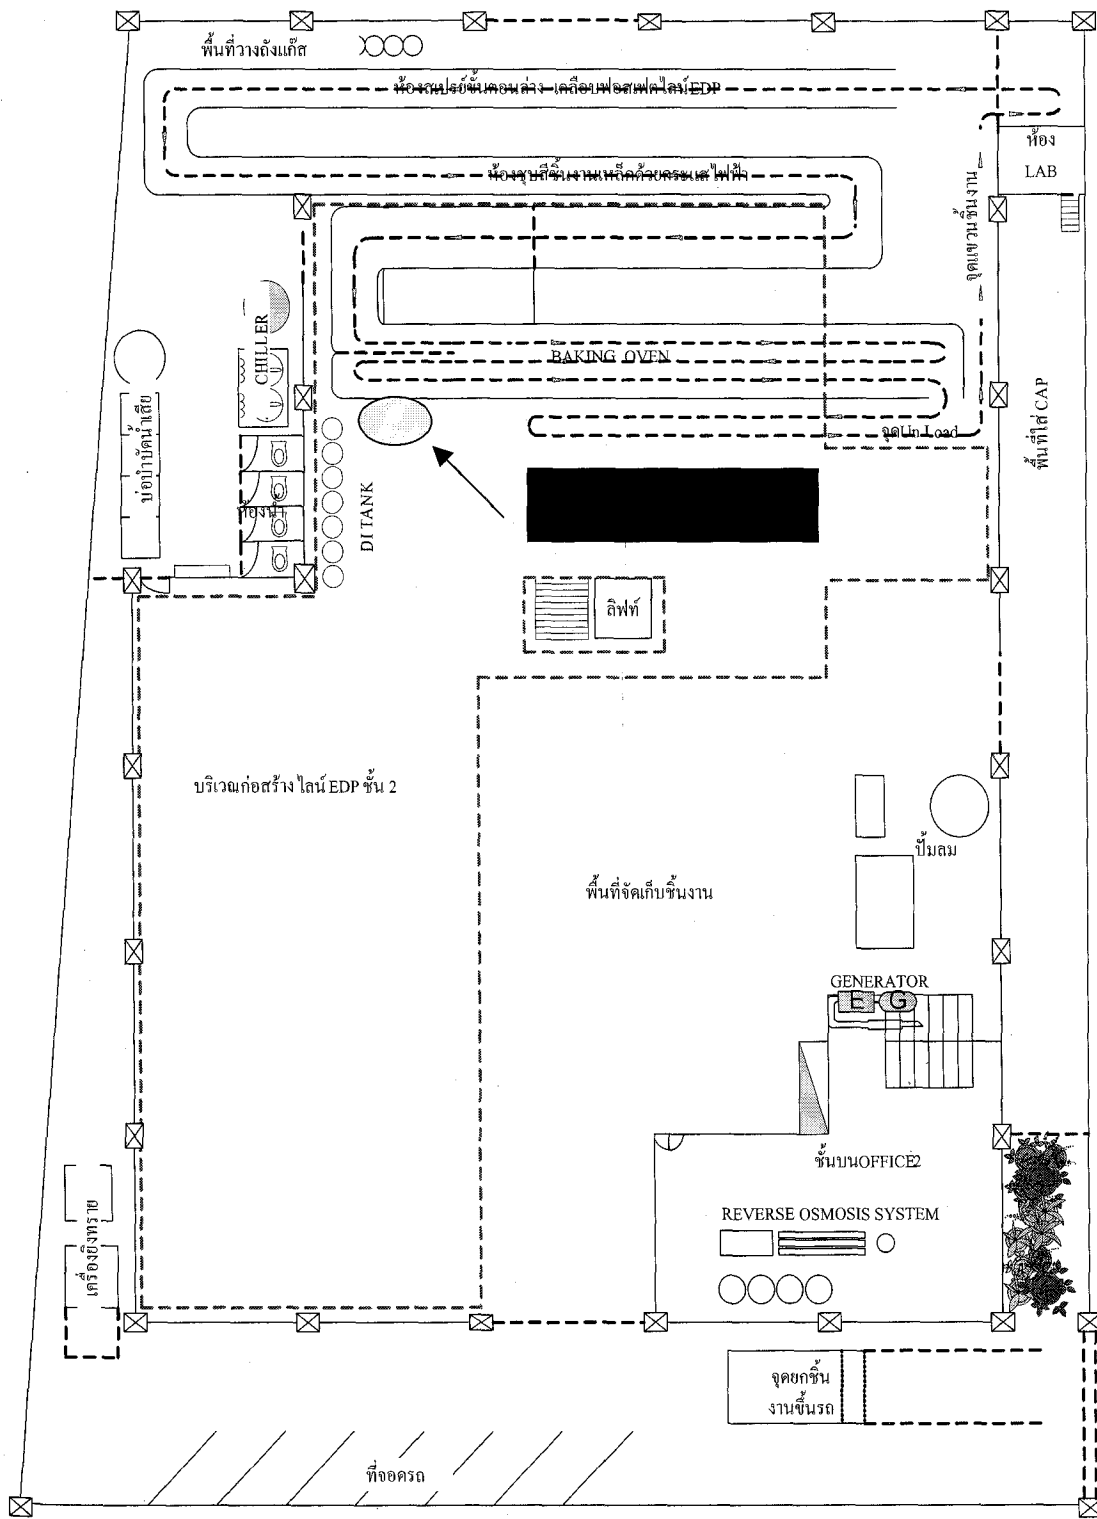 พื้นที่วางถังแก๊ส
ห้องสเปรย์ขั้นตอนล่าง เคลือบฟอสเฟตไลน์ EDP
ห้อง
LAB
ห้องชุบสีชิ้นงานเหล็กด้วยกระแสไฟฟ้า
จุดแขวนชิ้นงาน
CHILLER
BAKING OVEN
พื้นที่ใส่ CAP
จุด Un Load
บ่อบำบัดน้ำเสีย
ห้องน้ำ
DI TANK
ลิฟท์
บริเวณก่อสร้างไลน์ EDP ชั้น 2
ปั๊มลม
พื้นที่จัดเก็บชิ้นงาน
GENERATOR
E G
ชั้นบนOFFICE2
REVERSE OSMOSIS SYSTEM
เครื่องยิงทราย
จุดยกชิ้น
งานขึ้นรถ
ที่จอดรถ